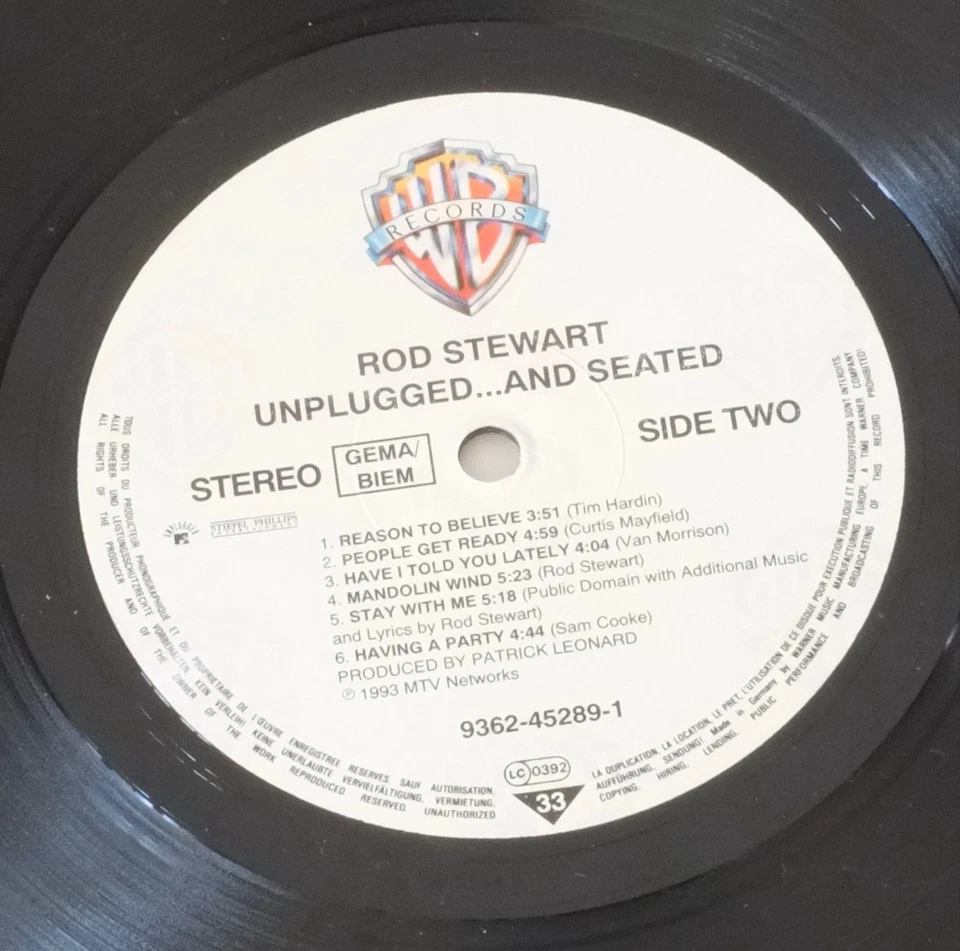 WB
RECORDS
ROD STEWART
UNPLUGGED...AND SEATED
STEREO
GEMA/
BIEM
SIDE TWO
UNPLUGGED
STIEFEL PHILLIPS
1. REASON TO BELIEVE 3:51 (Tim Hardin)
2. PEOPLE GET READY 4:59 (Curtis Mayfield)
3. HAVE I TOLD YOU LATELY 4:04 (Van Morrison)
4. MANDOLIN WIND 5:23 (Rod Stewart)
5. STAY WITH ME 5:18 (Public Domain with Additional Music
and Lyrics by Rod Stewart)
6. HAVING A PARTY 4:44 (Sam Cooke)
PRODUCED BY PATRICK LEONARD
℗ 1993 MTV Networks
9362-45289-1
LC 0392
33
TOUS DROITS DU PRODUCTEUR PHONOGRAPHIQUE ET DU PROPRIETAIRE DE L'ŒUVRE ENREGISTREE RESERVES. SAUF AUTORISATION,
ALLE URHEBER UND LEISTUNGSSCHUTZRECHTE VORBEHALTEN. KEIN VERLEIH! KEINE UNERLAUBTE VERVIELFÄLTIGUNG, VERMIETUNG,
ALL RIGHTS OF THE PRODUCER AND OF THE OWNER OF THE WORK REPRODUCED RESERVED. UNAUTHORIZED
LA DUPLICATION, LA LOCATION, LE PRET, L'UTILISATION DE CE DISQUE POUR EXECUTION PUBLIQUE ET RADIODIFFUSION SONT INTERDITS.
AUFFÜHRUNG, SENDUNG! Made in Germany by WARNER MUSIC MANUFACTURING EUROPE. A TIME WARNER COMPANY
COPYING, HIRING, LENDING, PUBLIC PERFORMANCE AND BROADCASTING OF THIS RECORD PROHIBITED!